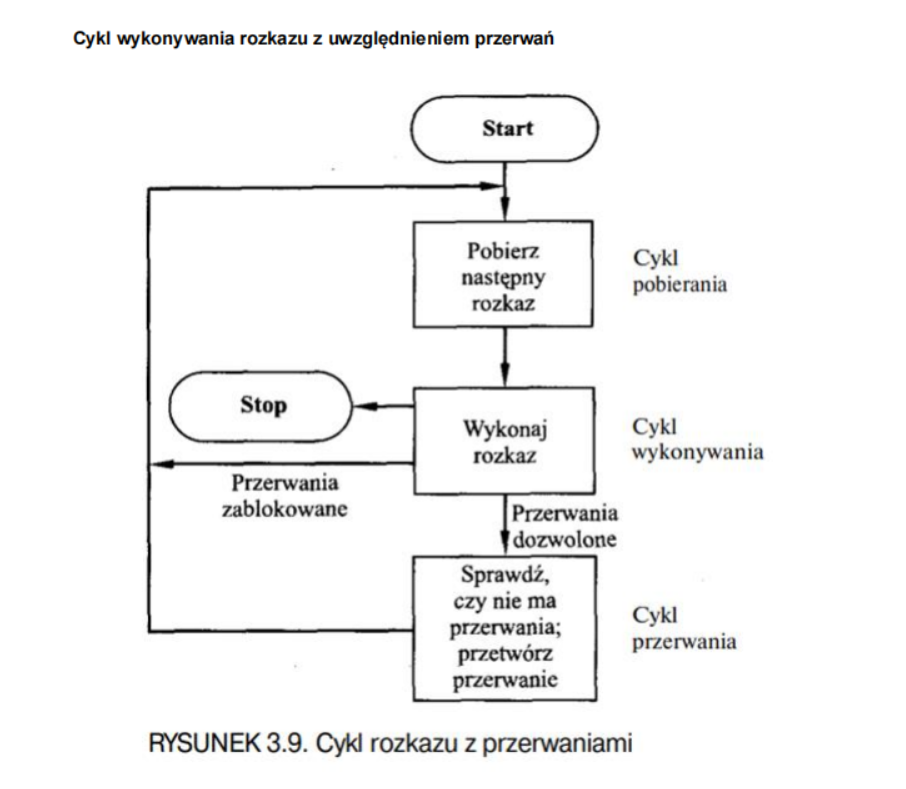 Cykl wykonywania rozkazu z uwzględnieniem przerwań
Start
Pobierz
następny
rozkaz
Cykl
pobierania
Stop
Wykonaj
rozkaz
Cykl
wykonywania
Przerwania
zablokowane
Przerwania
dozwolone
Sprawdź,
czy nie ma
przerwania;
przetwórz
przerwanie
Cykl
przerwania
RYSUNEK 3.9. Cykl rozkazu z przerwaniami